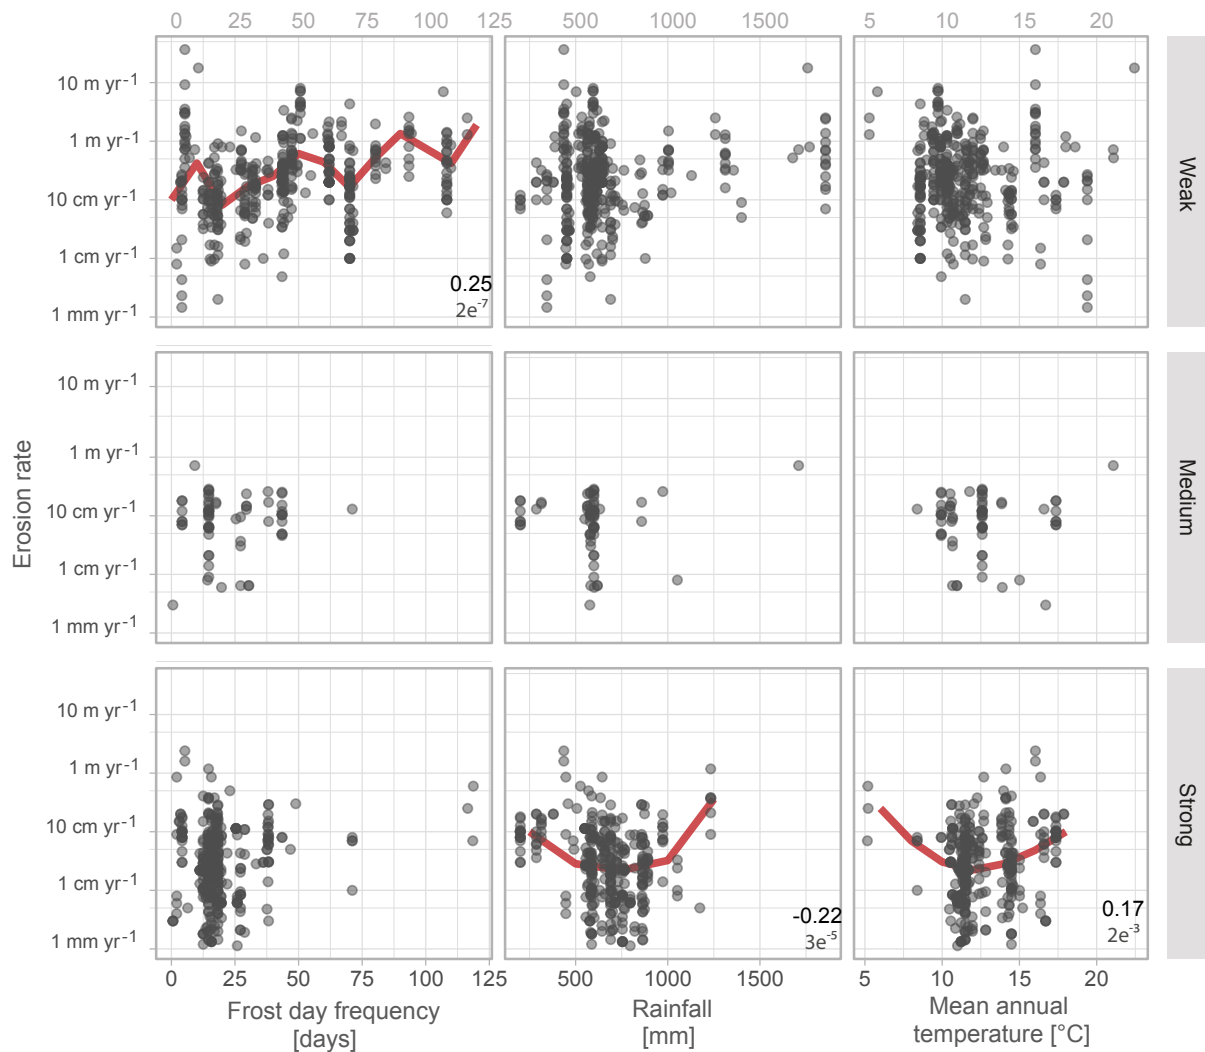 0 25 50 75 100 125 500 1000 1500 5 10 15 20
10 m yr-1
1 m yr-1
10 cm yr-1
1 cm yr-1
1 mm yr-1
0.25
2e-7
Weak
10 m yr-1
1 m yr-1
10 cm yr-1
1 cm yr-1
1 mm yr-1
Erosion rate
Medium
10 m yr-1
1 m yr-1
10 cm yr-1
1 cm yr-1
1 mm yr-1
-0.22
3e-5
0.17
2e-3
Strong
0 25 50 75 100 125 500 1000 1500 5 10 15 20
Frost day frequency
[days]
Rainfall
[mm]
Mean annual
temperature [°C]